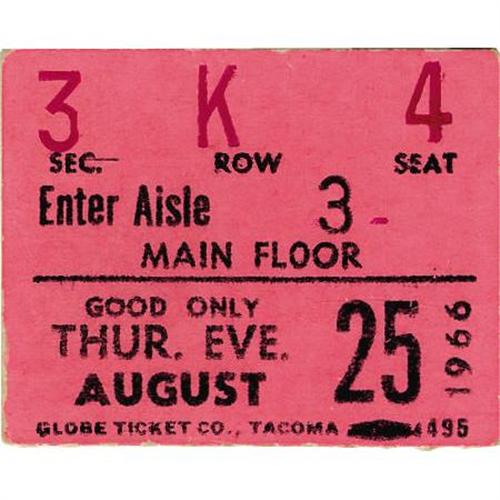 3 K 4
SEC. ROW SEAT
Enter Aisle 3-
MAIN FLOOR
GOOD ONLY
THUR. EVE. 25 1966
AUGUST
GLOBE TICKET CO., TACOMA 495